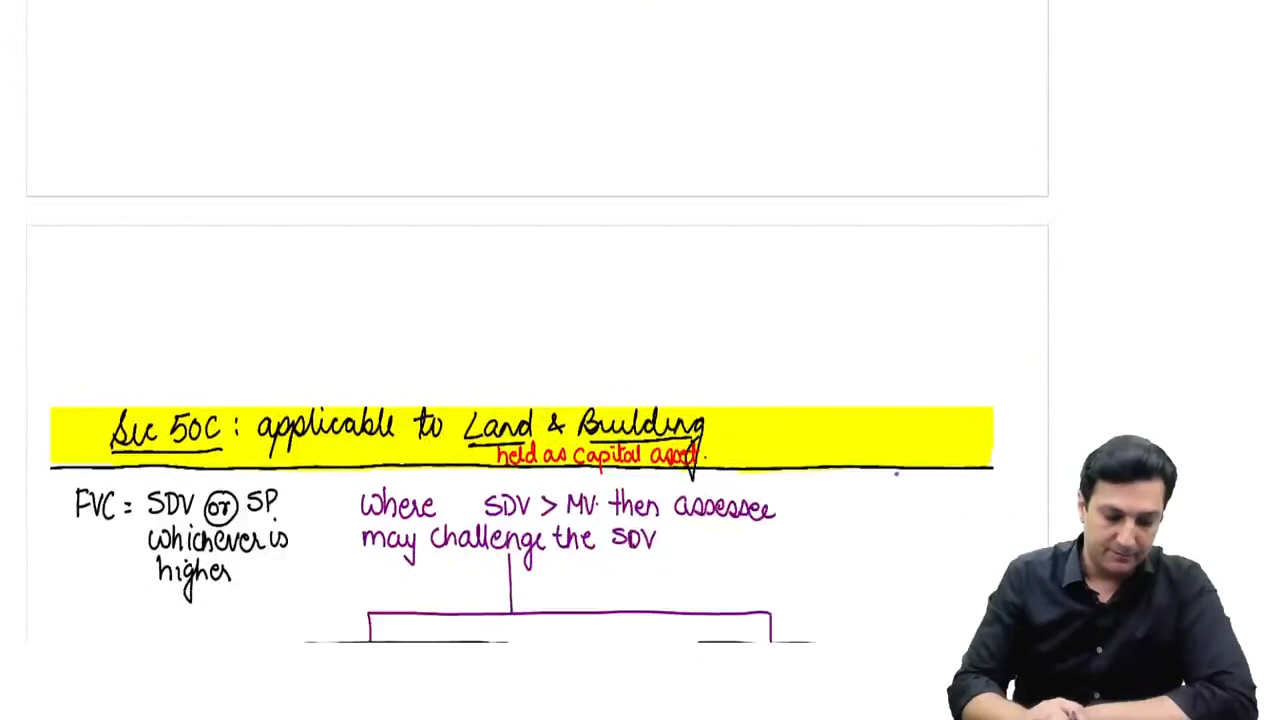 Sec 50C : applicable to Land & Building
held as capital asset.
FVC = SDV or SP.
whichever is
higher
where SDV > MV. then assessee
may challenge the SDV